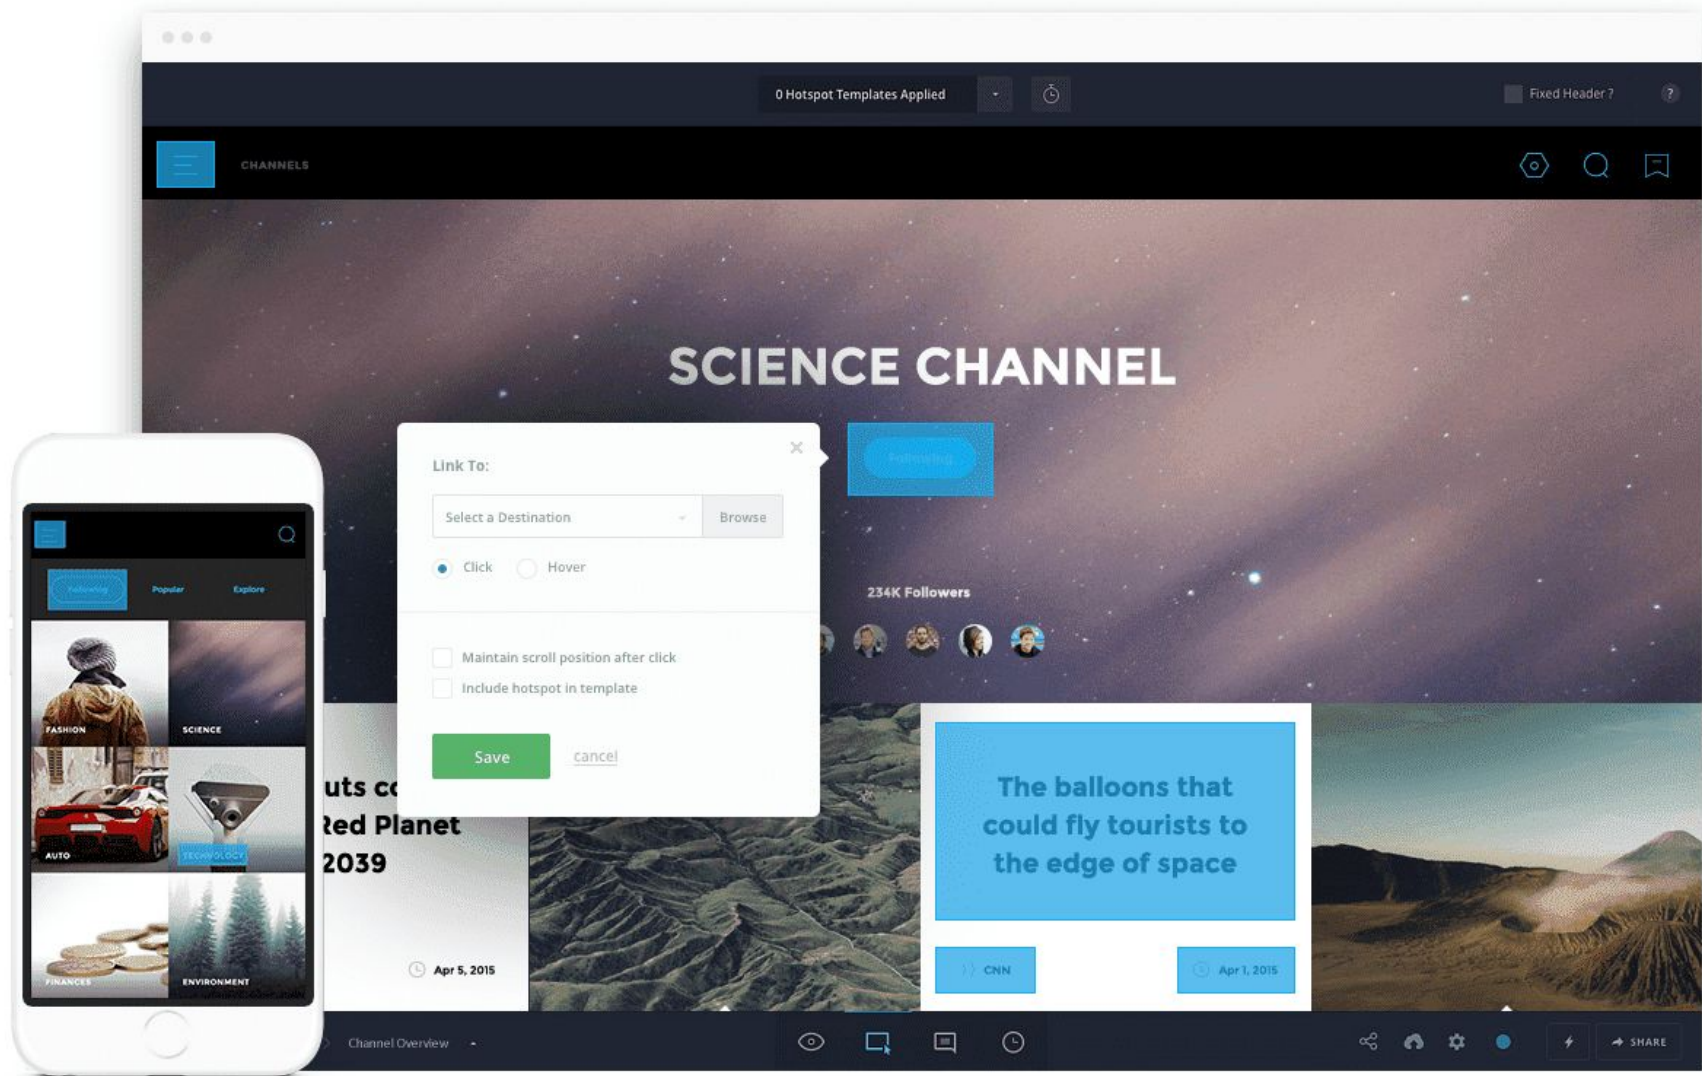 0 Hotspot Templates Applied
Fixed Header ?
?
CHANNELS
SCIENCE CHANNEL
Following
234K Followers
Link To:
Select a Destination
Browse
Click
Hover
Maintain scroll position after click
Include hotspot in template
Save
cancel
uts co
Red Planet
2039
Apr 5, 2015
The balloons that
could fly tourists to
the edge of space
CNN
Apr 1, 2015
Following
Popular
Explore
FASHION
SCIENCE
AUTO
TECHNOLOGY
FINANCES
ENVIRONMENT
Channel Overview
SHARE